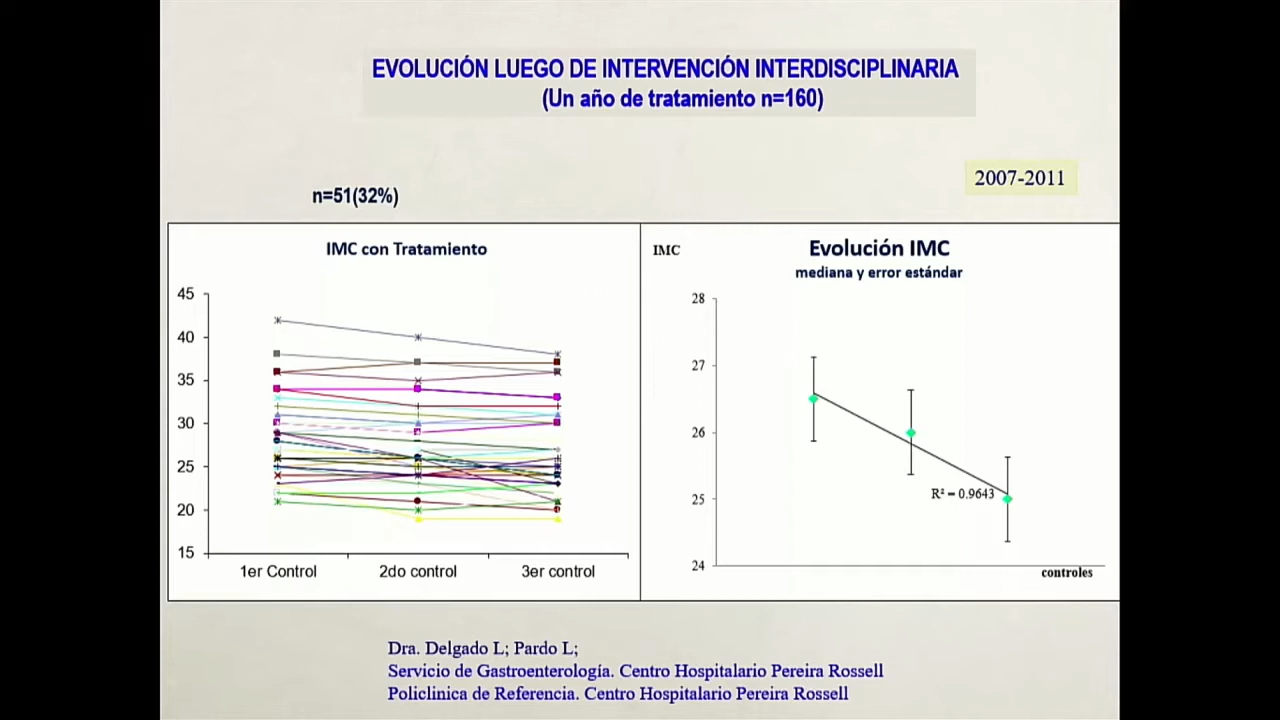 EVOLUCIÓN LUEGO DE INTERVENCIÓN INTERDISCIPLINARIA
(Un año de tratamiento n=160)
2007-2011
n=51(32%)
IMC con Tratamiento
45
40
35
30
25
20
15
1er Control
2do control
3er control
IMC
Evolución IMC
mediana y error estándar
28
27
26
25
24
R² = 0.9643
controles
Dra. Delgado L; Pardo L;
Servicio de Gastroenterología. Centro Hospitalario Pereira Rossell
Policlinica de Referencia. Centro Hospitalario Pereira Rossell